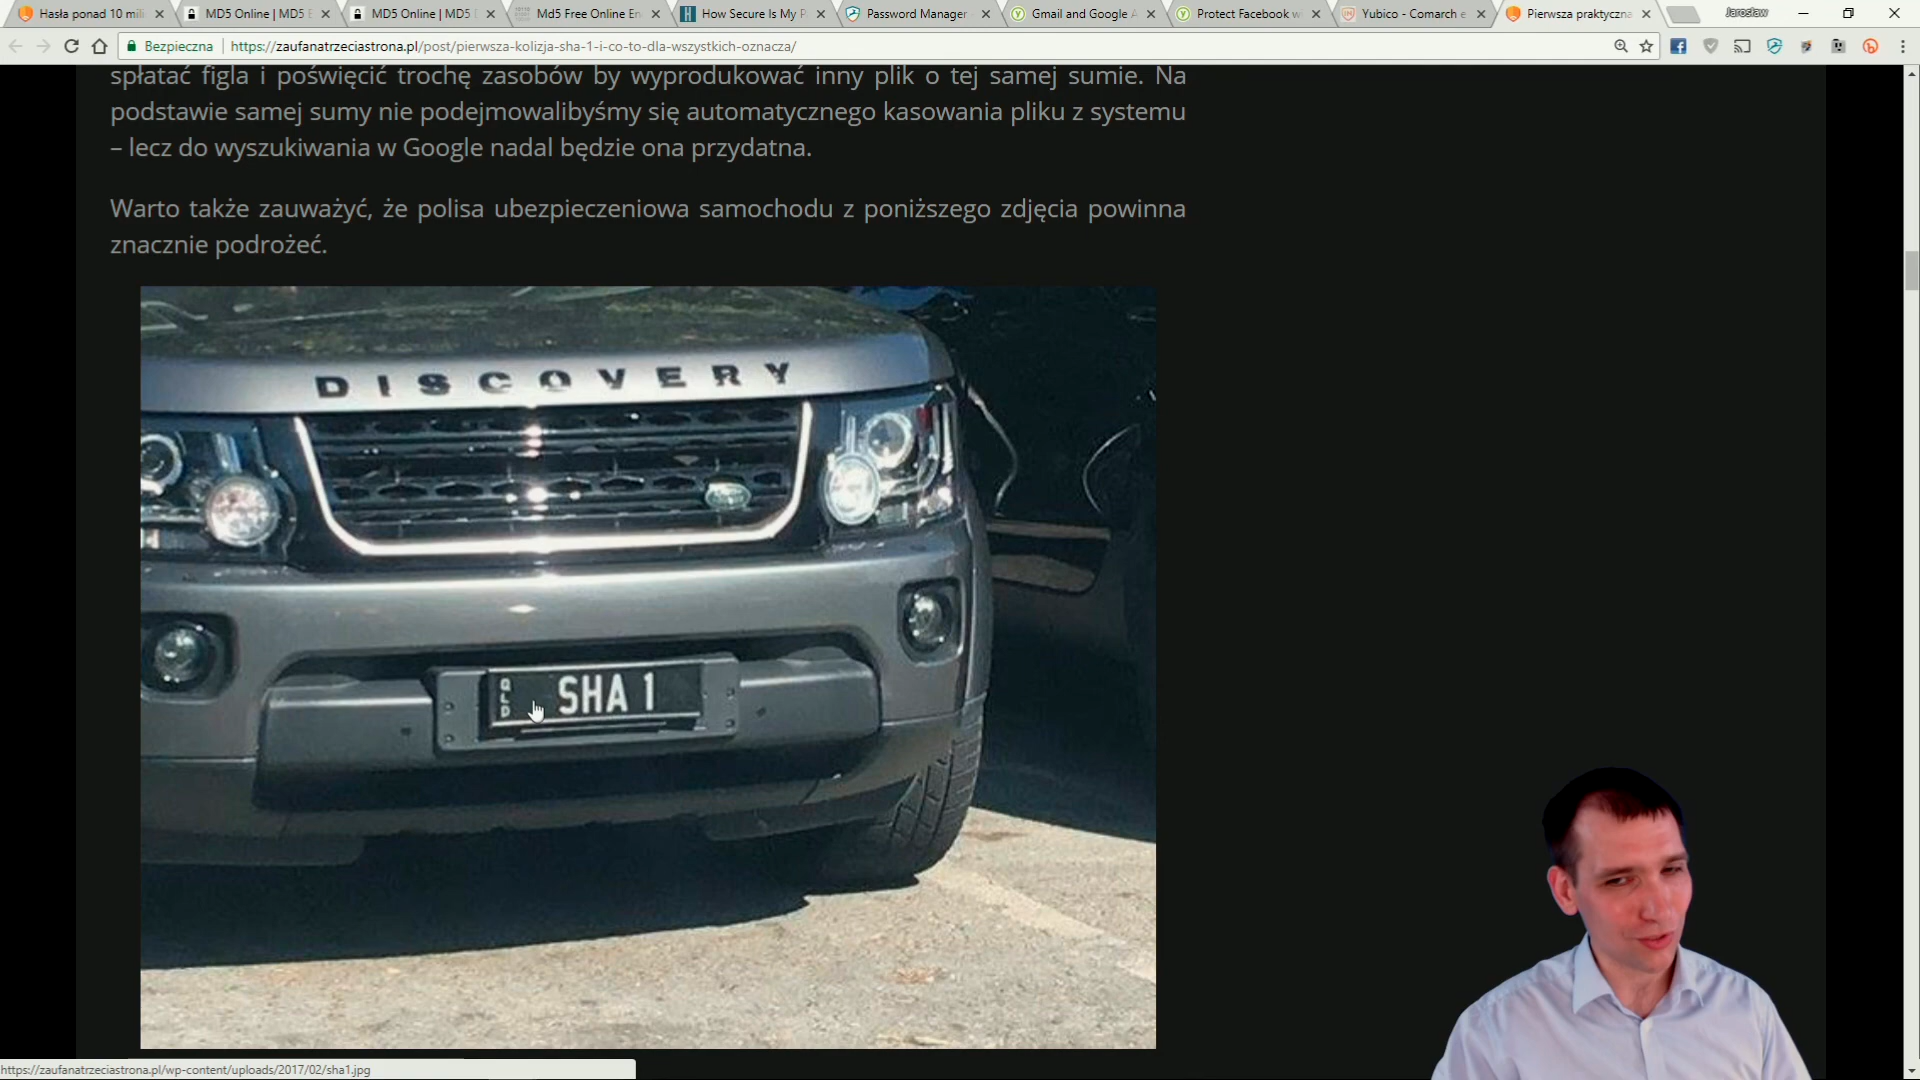 Hasła ponad 10 mili
MD5 Online | MD5
MD5 Online | MD5
Md5 Free Online En
How Secure Is My P
Password Manager
Gmail and Google A
Protect Facebook w
Yubico - Comarch e
Pierwsza praktyczna
Jarosław
Bezpieczna
https://zaufanatrzeciastrona.pl/post/pierwsza-kolizja-sha-1-i-co-to-dla-wszystkich-oznacza/
spłatać figla i poświęcić trochę zasobów by wyprodukować inny plik o tej samej sumie. Na
podstawie samej sumy nie podejmowalibyśmy się automatycznego kasowania pliku z systemu
– lecz do wyszukiwania w Google nadal będzie ona przydatna.
Warto także zauważyć, że polisa ubezpieczeniowa samochodu z poniższego zdjęcia powinna
znacznie podrożeć.
DISCOVERY
QLD SHA 1
https://zaufanatrzeciastrona.pl/wp-content/uploads/2017/02/sha1.jpg